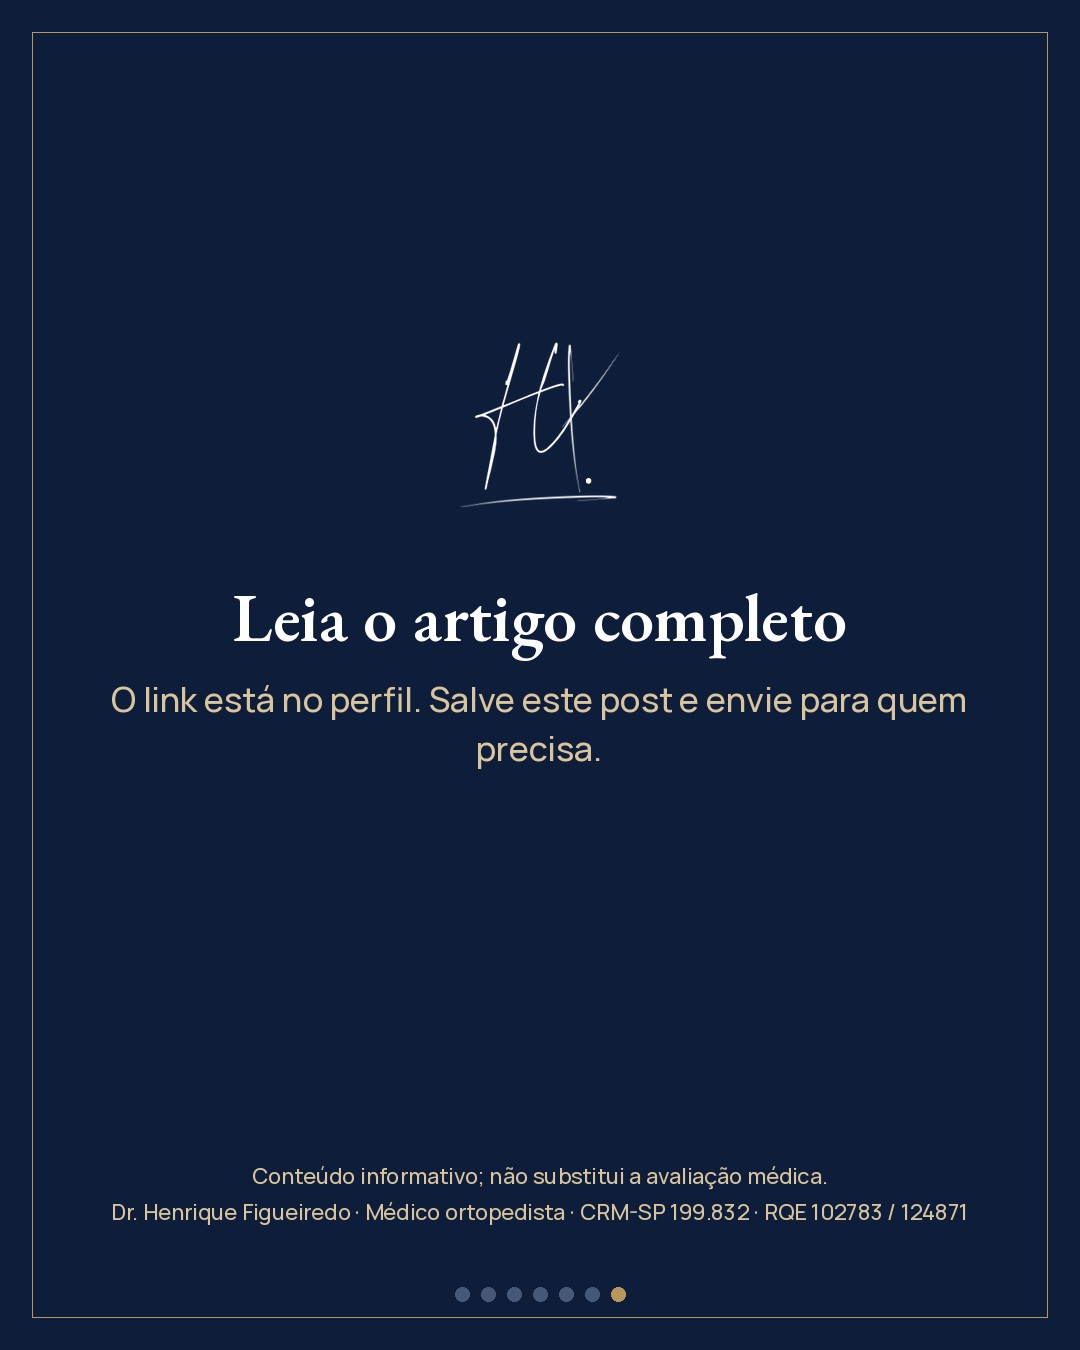 Leia o artigo completo
O link está no perfil. Salve este post e envie para quem
precisa.
Conteúdo informativo; não substitui a avaliação médica.
Dr. Henrique Figueiredo · Médico ortopedista · CRM-SP 199.832 · RQE 102783 / 124871